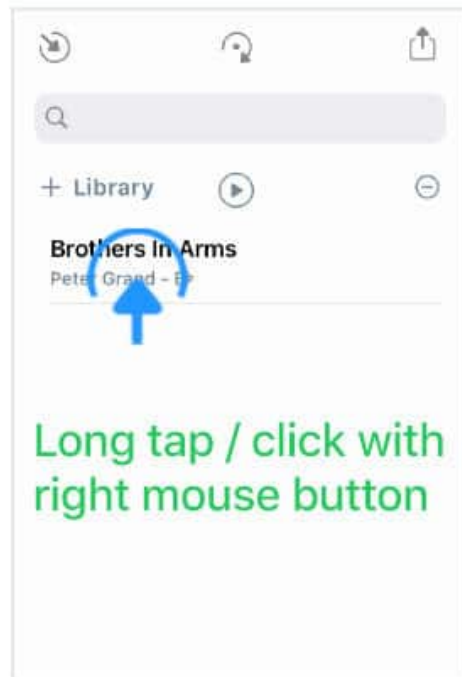 + Library
Brothers In Arms
Peter Grand -
Long tap / click with
right mouse button